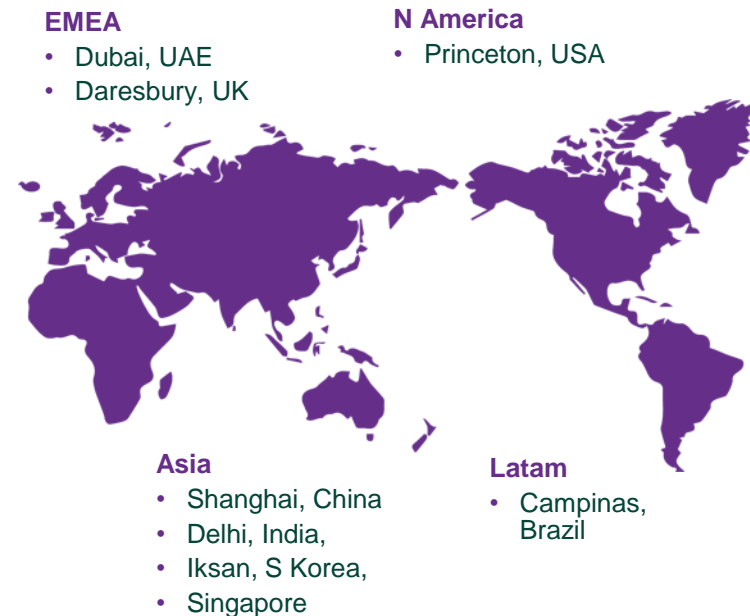 EMEA
• Dubai, UAE
• Daresbury, UK
N America
• Princeton, USA
Asia
• Shanghai, China
• Delhi, India,
• Iksan, S Korea,
• Singapore
Latam
• Campinas,
Brazil